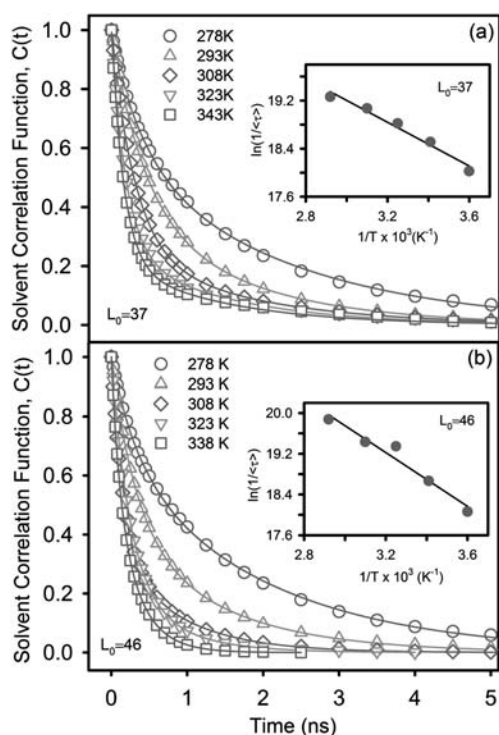 (a)
Solvent Correlation Function, C(t)
1.0
0.8
0.6
0.4
0.2
0.0
278K
293K
308K
323K
343K
L₀=37
ln(1/<τ>)
19.2
18.4
17.6
L₀=37
2.8 3.2 3.6
1/T x 10³(K⁻¹)
(b)
Solvent Correlation Function, C(t)
1.0
0.8
0.6
0.4
0.2
0.0
278 K
293 K
308 K
323 K
338 K
L₀=46
ln(1/<τ>)
20.0
19.2
18.4
17.6
L₀=46
2.8 3.2 3.6
1/T x 10³ (K⁻¹)
0 1 2 3 4 5
Time (ns)